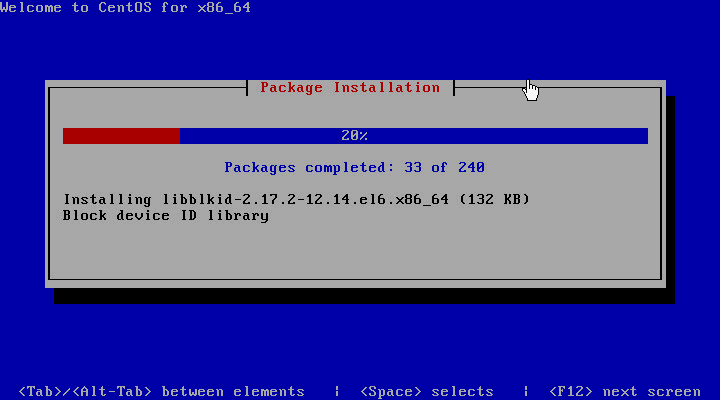 Welcome to CentOS for x86_64
Package Installation
20%
Packages completed: 33 of 240
Installing libblkid-2.17.2-12.14.el6.x86_64 (132 KB)
Block device ID library
<Tab>/<Alt-Tab> between elements | <Space> selects | <F12> next screen